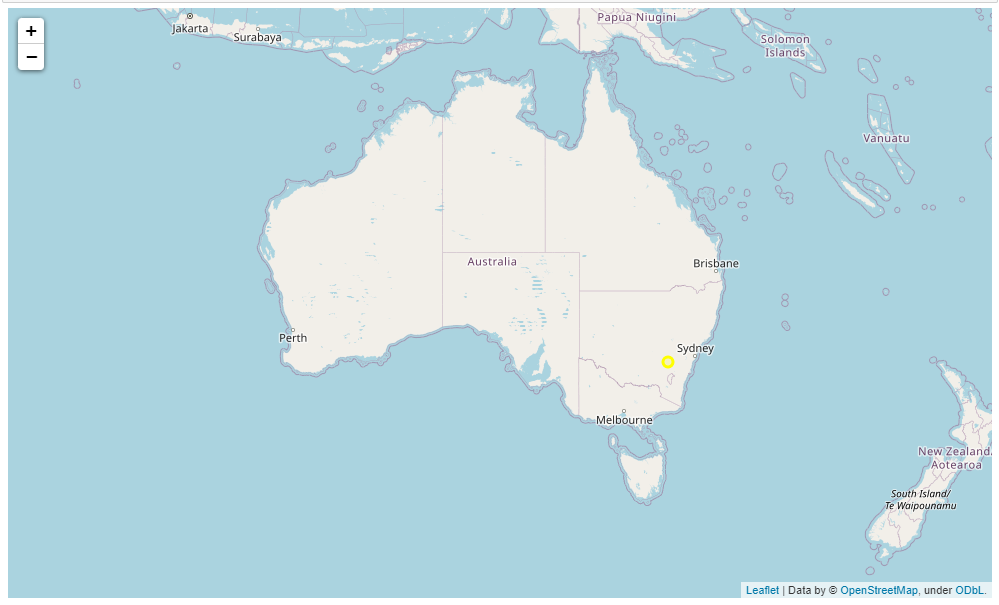 +
−
Papua Niugini
Jakarta
Surabaya
Solomon
Islands
Vanuatu
Australia
Brisbane
Perth
Sydney
Melbourne
New Zealand/
Aotearoa
South Island/
Te Waipounamu
Leaflet | Data by © OpenStreetMap, under ODbL.